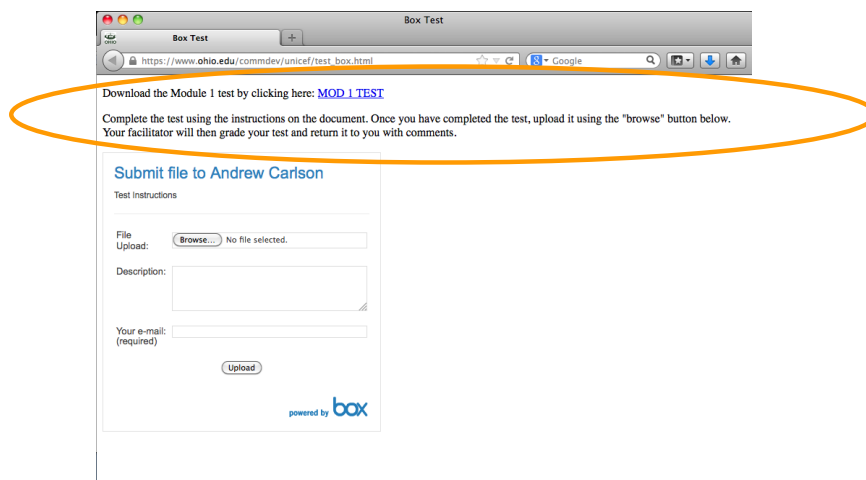 Box Test
OHIO
Box Test
https://www.ohio.edu/commdev/unicef/test_box.html
Google
Download the Module 1 test by clicking here: MOD 1 TEST
Complete the test using the instructions on the document. Once you have completed the test, upload it using the "browse" button below.
Your facilitator will then grade your test and return it to you with comments.
Submit file to Andrew Carlson
Test Instructions
File
Upload:
Browse... No file selected.
Description:
Your e-mail:
(required)
Upload
powered by box